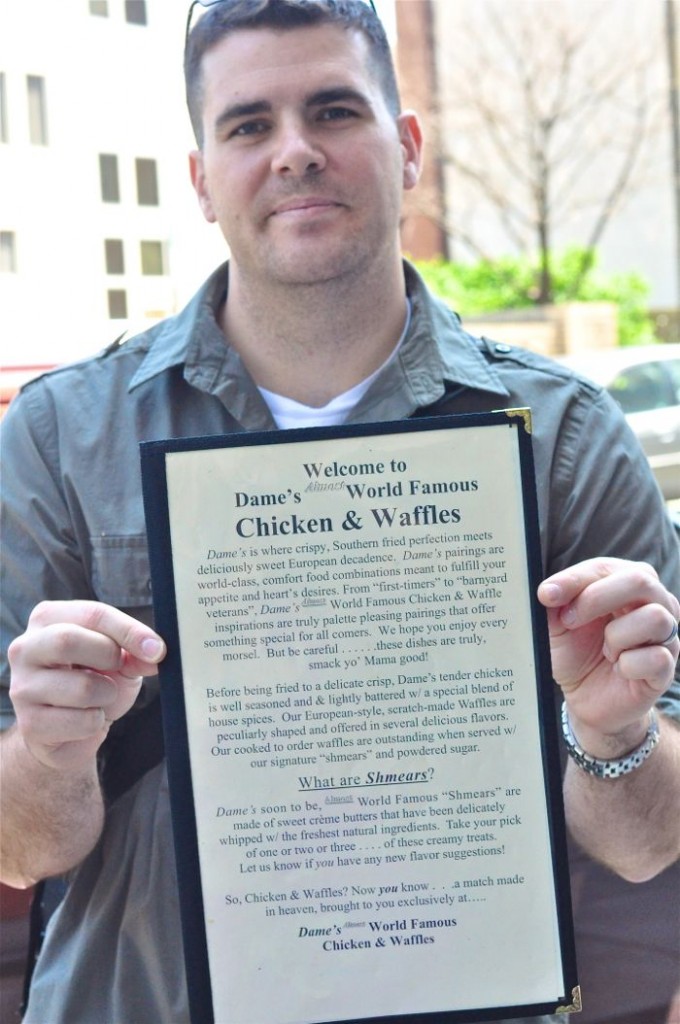 Welcome to
Dame's Almost World Famous
Chicken & Waffles
Dame's is where crispy, Southern fried perfection meets
deliciously sweet European decadence. Dame's pairings are
world-class, comfort food combinations meant to fulfill your
appetite and heart's desires. From "first-timers" to "barnyard
veterans", Dame's Almost World Famous Chicken & Waffle
inspirations are truly palette pleasing pairings that offer
something special for all comers. We hope you enjoy every
morsel. But be careful . . . . . .these dishes are truly,
smack yo' Mama good!
Before being fried to a delicate crisp, Dame's tender chicken
is well seasoned and & lightly battered w/ a special blend of
house spices. Our European-style, scratch-made Waffles are
peculiarly shaped and offered in several delicious flavors.
Our cooked to order waffles are outstanding when served w/
our signature "shmears" and powdered sugar.
What are Shmears?
Dame's soon to be, Almost World Famous "Shmears" are
made of sweet crème butters that have been delicately
whipped w/ the freshest natural ingredients. Take your pick
of one or two or three . . . . of these creamy treats.
Let us know if you have any new flavor suggestions!
So, Chicken & Waffles? Now you know . . .a match made
in heaven, brought to you exclusively at.….
Dame's Almost World Famous
Chicken & Waffles